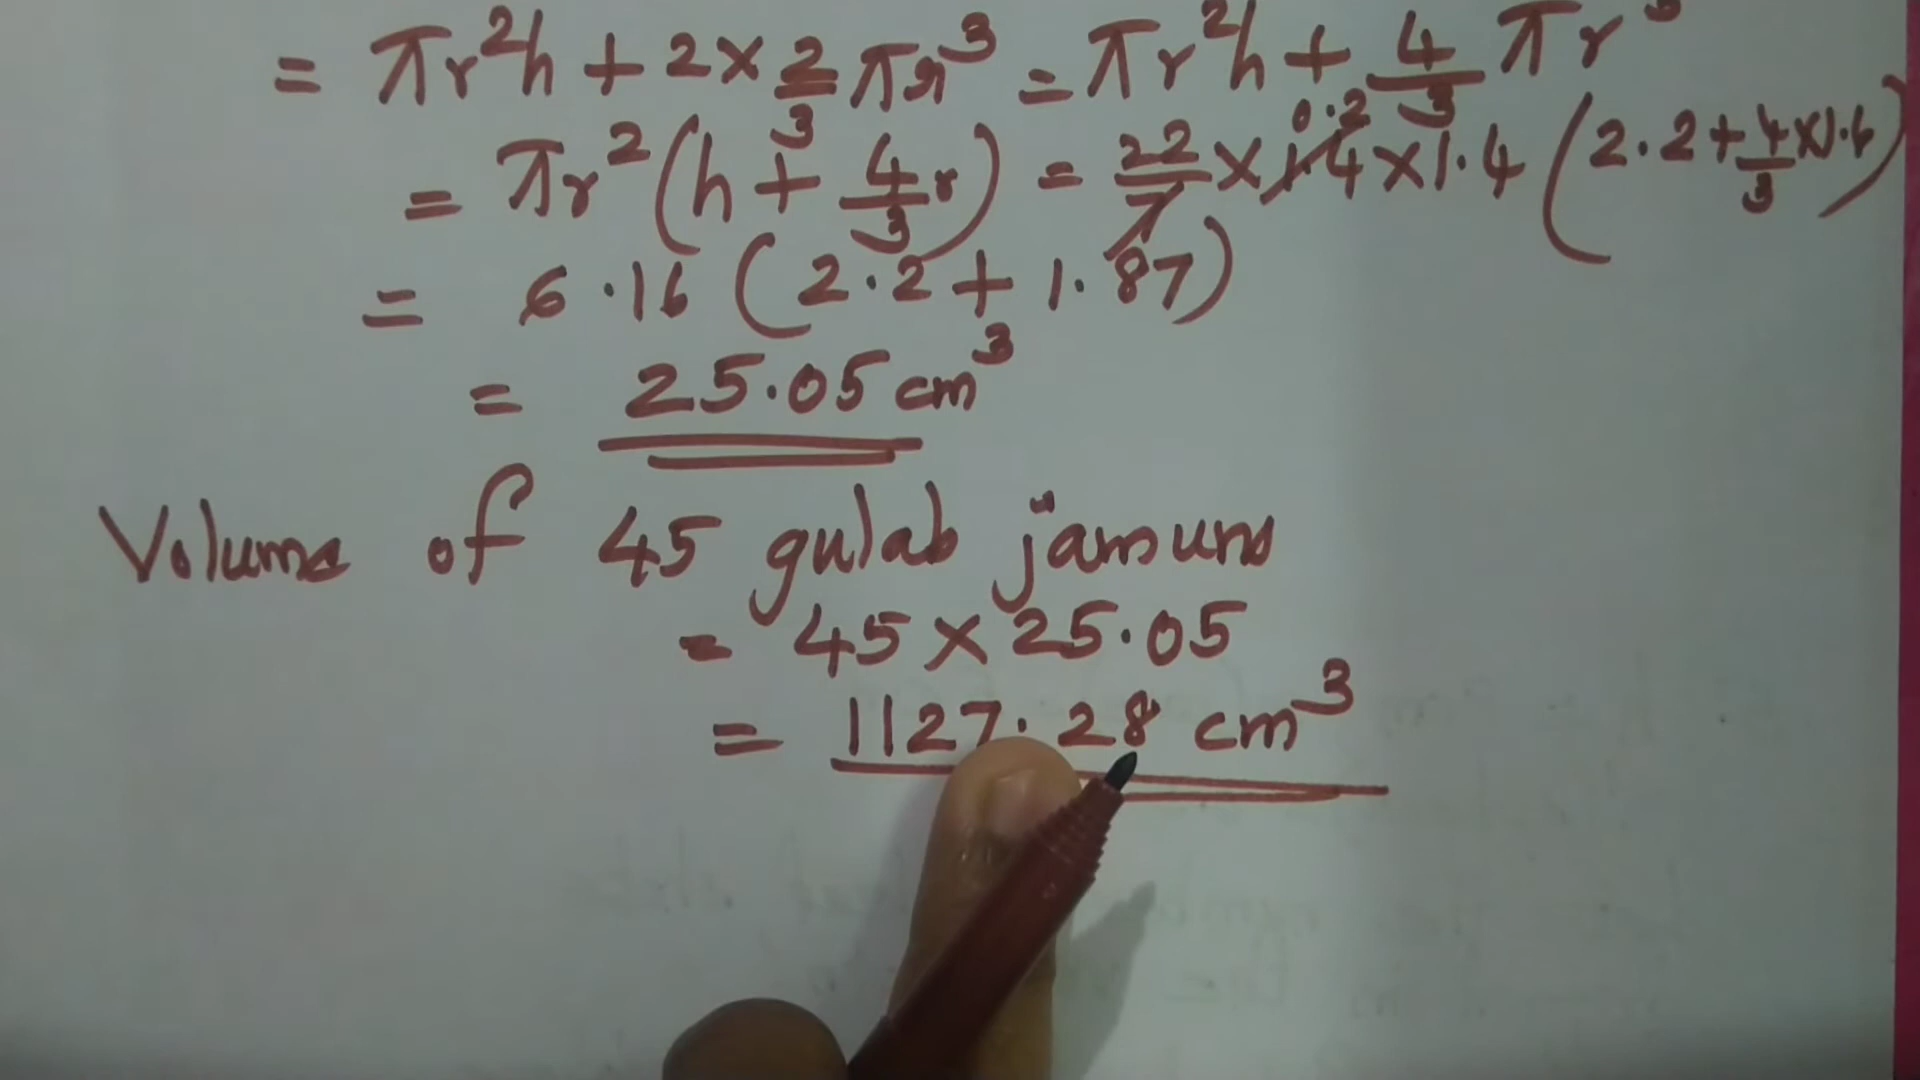 = πr²h + 2 × 2/3 πr³ = πr²h + 4/3 πr³
= πr² (h + 4/3 r) = 22/7 × 1.4 × 1.4 (2.2 + 4/3 × 1.4) 0.2
= 6.16 (2.2 + 1.87)
= 25.05 cm³
Volume of 45 gulab jamuns
= 45 × 25.05
= 1127.28 cm³